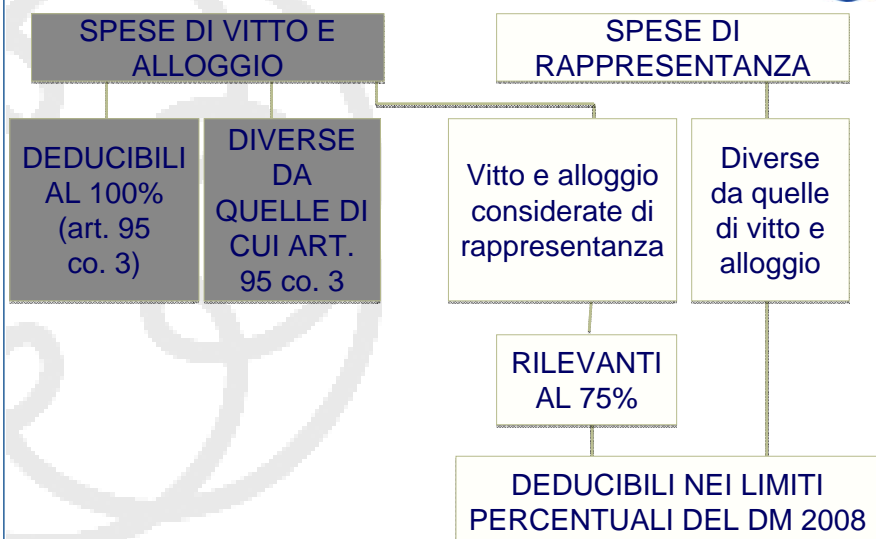 SPESE DI VITTO E
ALLOGGIO
SPESE DI
RAPPRESENTANZA
DEDUCIBILI
AL 100%
(art. 95
co. 3)
DIVERSE
DA
QUELLE DI
CUI ART.
95 co. 3
Vitto e alloggio
considerate di
rappresentanza
Diverse
da quelle
di vitto e
alloggio
RILEVANTI
AL 75%
DEDUCIBILI NEI LIMITI
PERCENTUALI DEL DM 2008